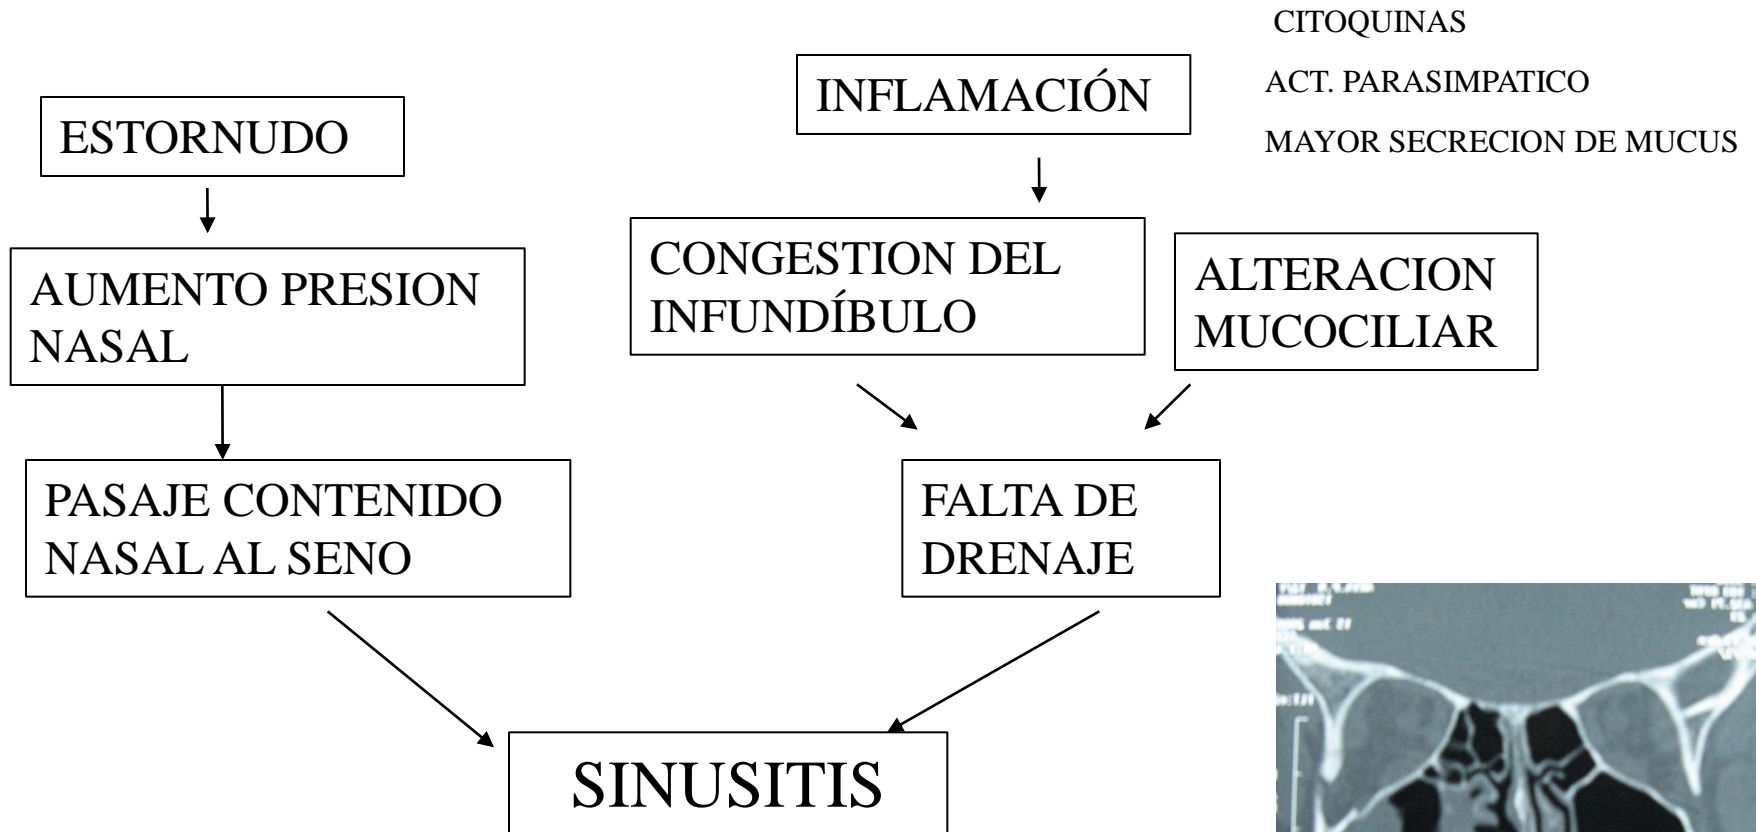 CITOQUINAS
ACT. PARASIMPATICO
MAYOR SECRECION DE MUCUS
INFLAMACIÓN
ESTORNUDO
AUMENTO PRESION
NASAL
CONGESTION DEL
INFUNDÍBULO
ALTERACION
MUCOCILIAR
PASAJE CONTENIDO
NASAL AL SENO
FALTA DE
DRENAJE
SINUSITIS